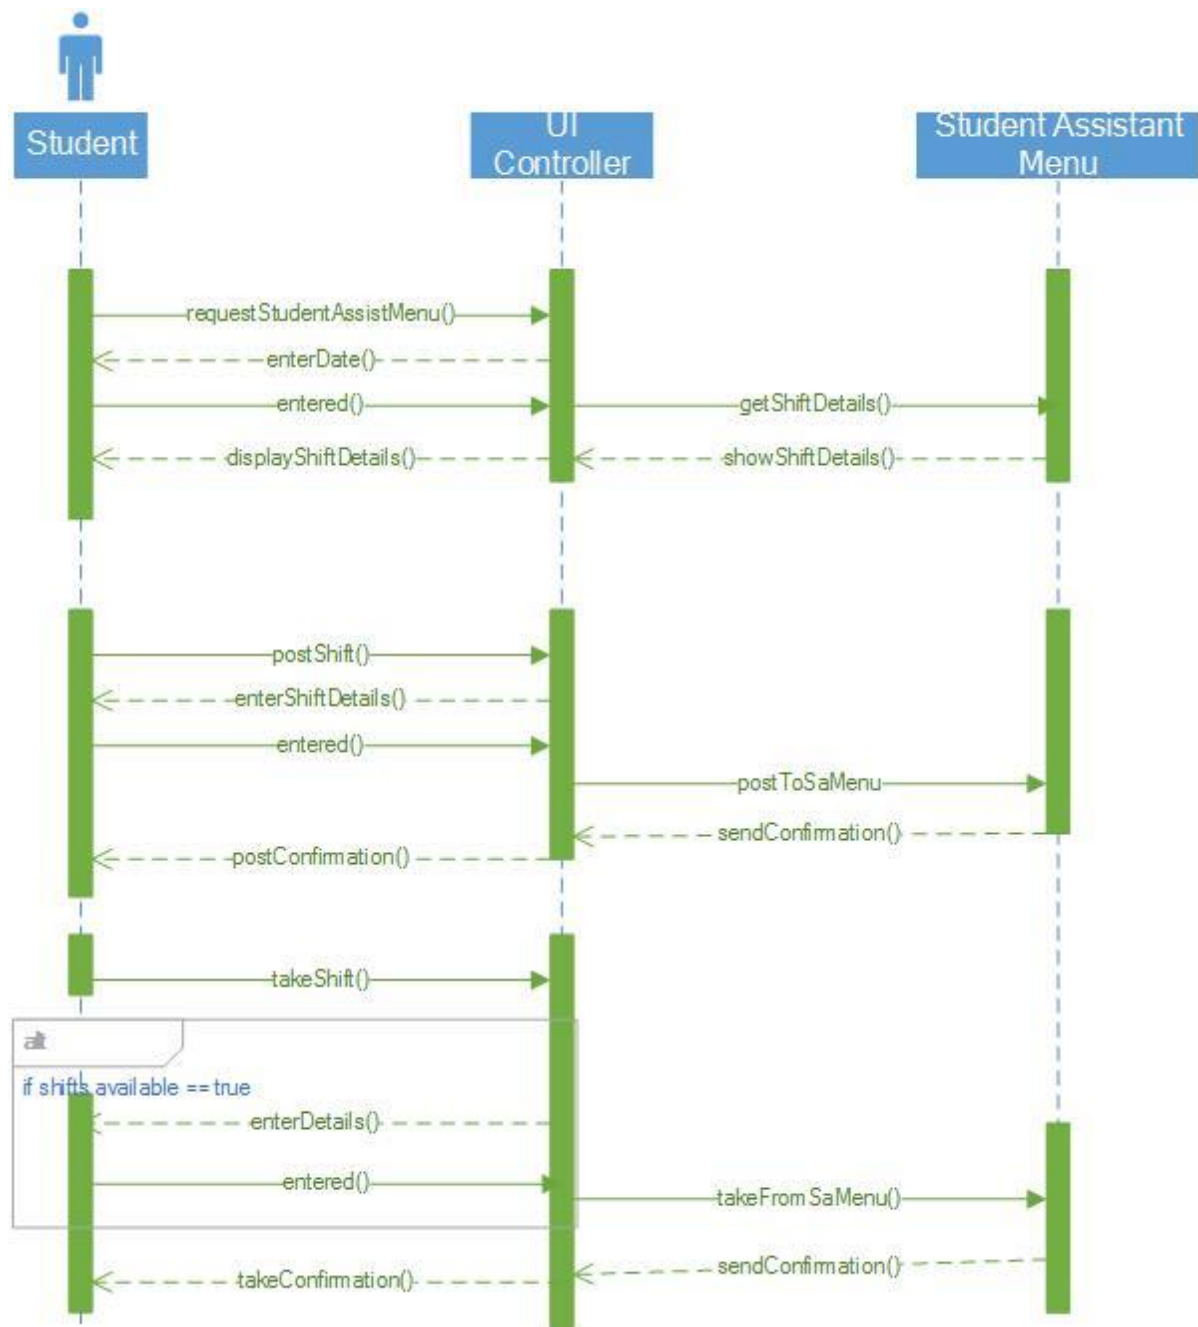 Student
UI
Controller
Student Assistant
Menu
requestStudentAssistMenu()
enterDate()
entered()
getShiftDetails()
displayShiftDetails()
showShiftDetails()
postShift()
enterShiftDetails()
entered()
postToSaMenu
sendConfirmation()
postConfirmation()
takeShift()
alt
if shifts available == true
enterDetails()
entered()
takeFromSaMenu()
sendConfirmation()
takeConfirmation()